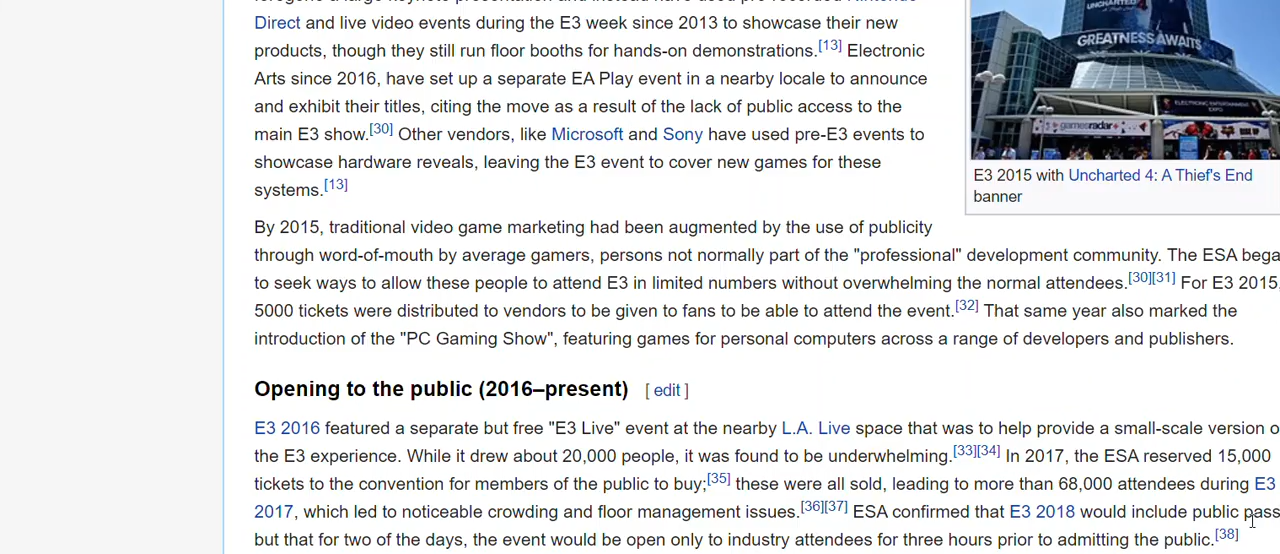 Direct and live video events during the E3 week since 2013 to showcase their new
products, though they still run floor booths for hands-on demonstrations.[13] Electronic
Arts since 2016, have set up a separate EA Play event in a nearby locale to announce
and exhibit their titles, citing the move as a result of the lack of public access to the
main E3 show.[30] Other vendors, like Microsoft and Sony have used pre-E3 events to
showcase hardware reveals, leaving the E3 event to cover new games for these
systems.[13]
UNCHARTED
GREATNESS AWAITS
ELECTRONIC ENTERTAINMENT
EXPO
gamesradar+
E3 2015 with Uncharted 4: A Thief's End
banner
By 2015, traditional video game marketing had been augmented by the use of publicity
through word-of-mouth by average gamers, persons not normally part of the "professional" development community. The ESA bega
to seek ways to allow these people to attend E3 in limited numbers without overwhelming the normal attendees.[30][31] For E3 2015,
5000 tickets were distributed to vendors to be given to fans to be able to attend the event.[32] That same year also marked the
introduction of the "PC Gaming Show", featuring games for personal computers across a range of developers and publishers.
Opening to the public (2016–present) [ edit ]
E3 2016 featured a separate but free "E3 Live" event at the nearby L.A. Live space that was to help provide a small-scale version o
the E3 experience. While it drew about 20,000 people, it was found to be underwhelming.[33][34] In 2017, the ESA reserved 15,000
tickets to the convention for members of the public to buy;[35] these were all sold, leading to more than 68,000 attendees during E3
2017, which led to noticeable crowding and floor management issues.[36][37] ESA confirmed that E3 2018 would include public pass
but that for two of the days, the event would be open only to industry attendees for three hours prior to admitting the public.[38]